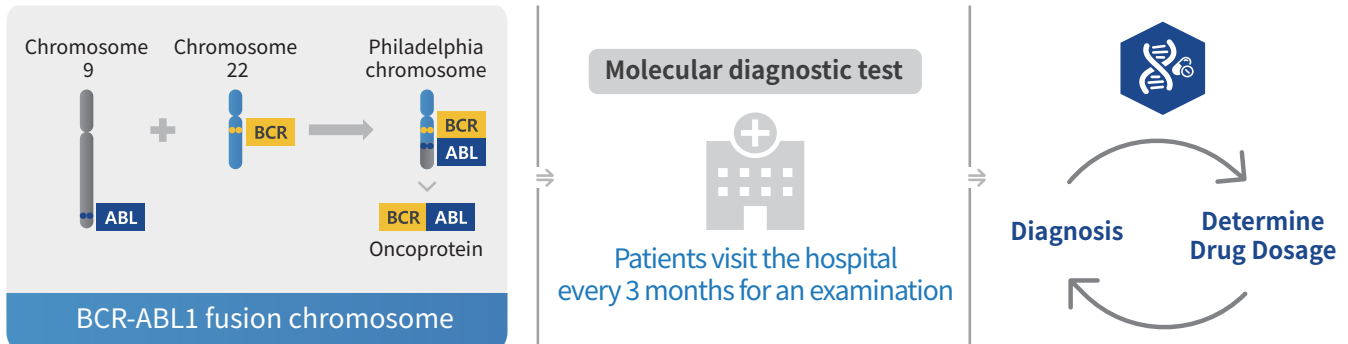 Chromosome
9
Chromosome
22
Philadelphia
chromosome
BCR
BCR
ABL
ABL
BCR ABL
Oncoprotein
BCR-ABL1 fusion chromosome
Molecular diagnostic test
Patients visit the hospital
every 3 months for an examination
Diagnosis
Determine
Drug Dosage